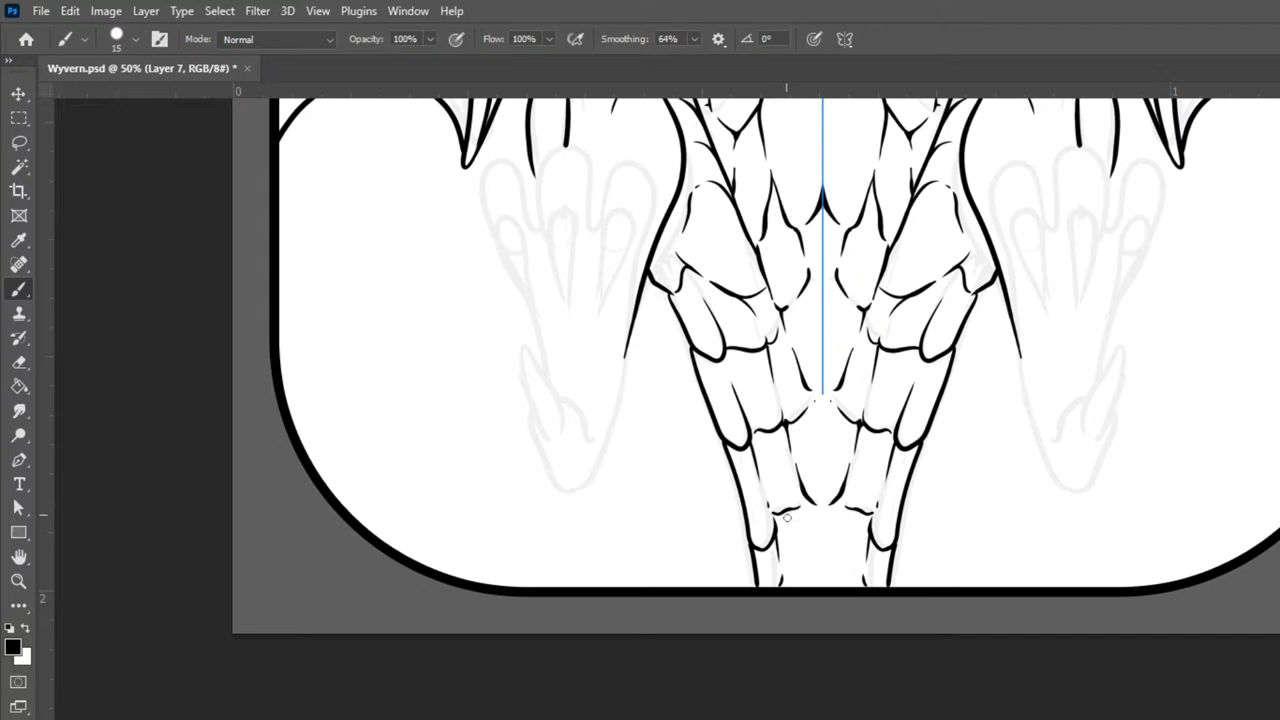 Ps File Edit Image Layer Type Select Filter 3D View Plugins Window Help
15 Mode: Normal Opacity: 100% Flow: 100% Smoothing: 64% 0°
Wyvern.psd @ 50% (Layer 7, RGB/8#) * ×
0 1
2